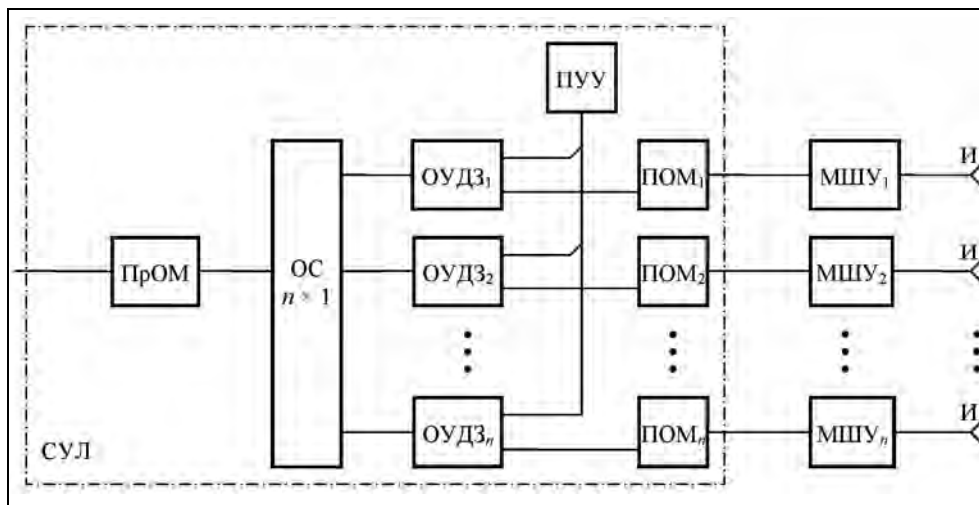 ПУУ
ОУДЗ₁
ПОМ₁
МШУ₁
И
ПрОМ
ОС
n × 1
ОУДЗ₂
ПОМ₂
МШУ₂
И
ОУДЗₙ
ПОМₙ
МШУₙ
И
СУЛ